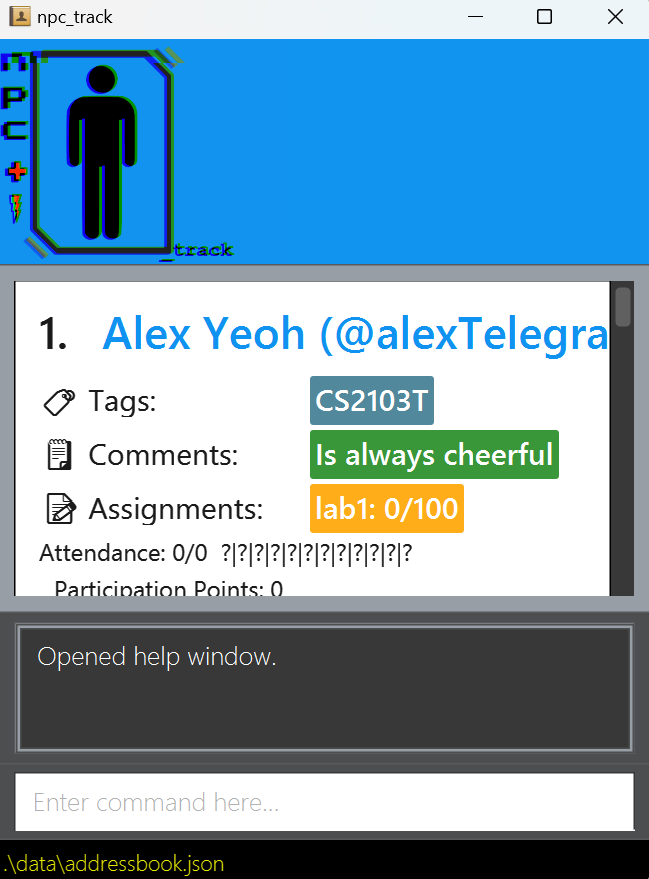 npc_track
n
P
C
_track
1. Alex Yeoh (@alexTelegra
Tags: CS2103T
Comments: Is always cheerful
Assignments: lab1: 0/100
Attendance: 0/0 ?|?|?|?|?|?|?|?|?|?|?|?
Participation Points: 0
Opened help window.
Enter command here...
.\data\addressbook.json